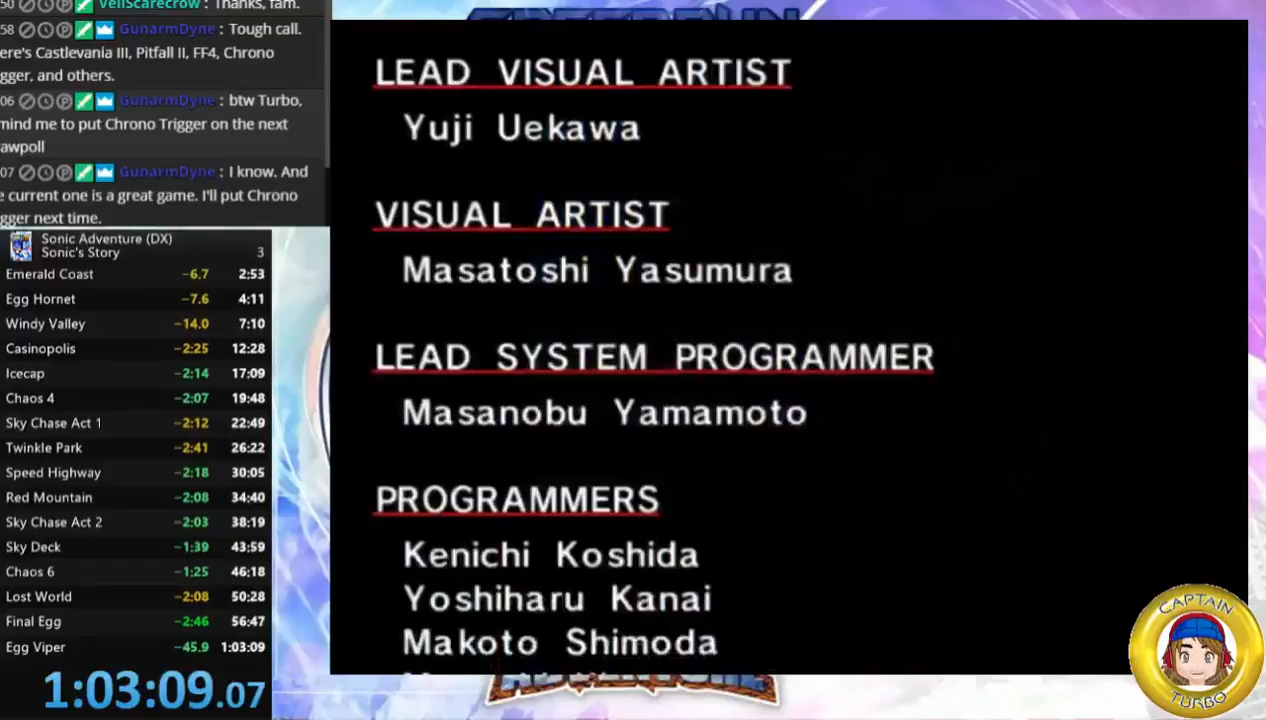 50 VeilScarecrow : Thanks, fam.
58 GunarmDyne : Tough call.
ere's Castlevania III, Pitfall II, FF4, Chrono
gger, and others.
06 GunarmDyne : btw Turbo,
mind me to put Chrono Trigger on the next
awpoll
07 GunarmDyne : I know. And
e current one is a great game. I'll put Chrono
gger next time.
Sonic Adventure (DX)
Sonic's Story 3
Emerald Coast -6.7 2:53
Egg Hornet -7.6 4:11
Windy Valley -14.0 7:10
Casinopolis -2:25 12:28
Icecap -2:14 17:09
Chaos 4 -2:07 19:48
Sky Chase Act 1 -2:12 22:49
Twinkle Park -2:41 26:22
Speed Highway -2:18 30:05
Red Mountain -2:08 34:40
Sky Chase Act 2 -2:03 38:19
Sky Deck -1:39 43:59
Chaos 6 -1:25 46:18
Lost World -2:08 50:28
Final Egg -2:46 56:47
Egg Viper -45.9 1:03:09
1:03:09.07
LEAD VISUAL ARTIST
Yuji Uekawa
VISUAL ARTIST
Masatoshi Yasumura
LEAD SYSTEM PROGRAMMER
Masanobu Yamamoto
PROGRAMMERS
Kenichi Koshida
Yoshiharu Kanai
Makoto Shimoda
CAPTAIN
TURBO